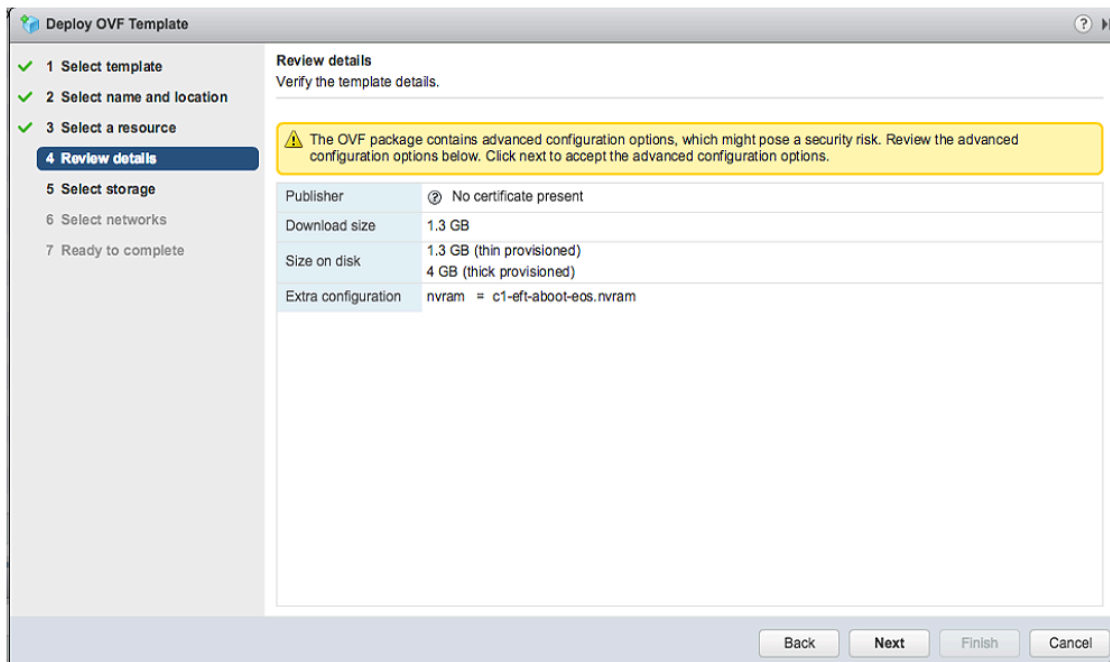 Deploy OVF Template
1 Select template
2 Select name and location
3 Select a resource
4 Review details
5 Select storage
6 Select networks
7 Ready to complete
Review details
Verify the template details.
The OVF package contains advanced configuration options, which might pose a security risk. Review the advanced
configuration options below. Click next to accept the advanced configuration options.
Publisher ? No certificate present
Download size 1.3 GB
Size on disk 1.3 GB (thin provisioned)
4 GB (thick provisioned)
Extra configuration nvram = c1-eft-aboot-eos.nvram
Back Next Finish Cancel